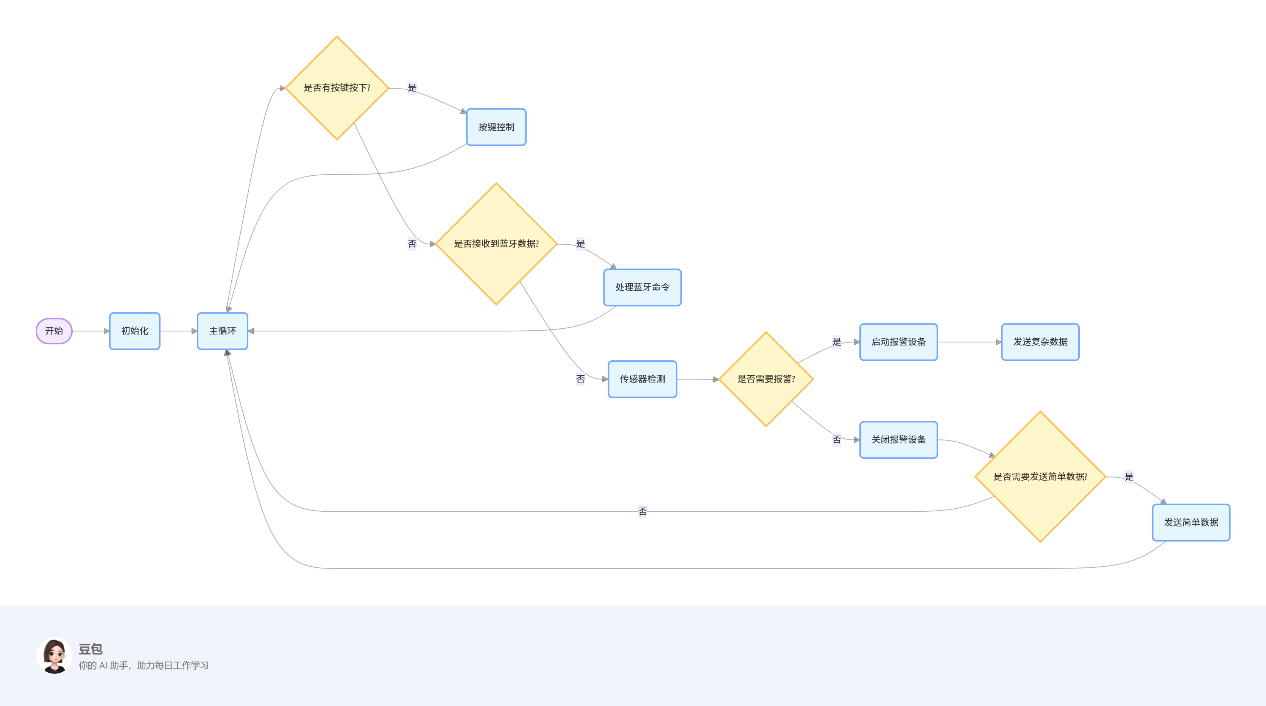 是否有按键按下?
是
按键控制
否
是否接收到蓝牙数据?
是
处理蓝牙命令
开始
初始化
主循环
否
传感器检测
是否需要报警?
是
启动报警设备
发送复杂数据
否
关闭报警设备
是否需要发送简单数据?
是
发送简单数据
否
豆包
你的 AI 助手，助力每日工作学习